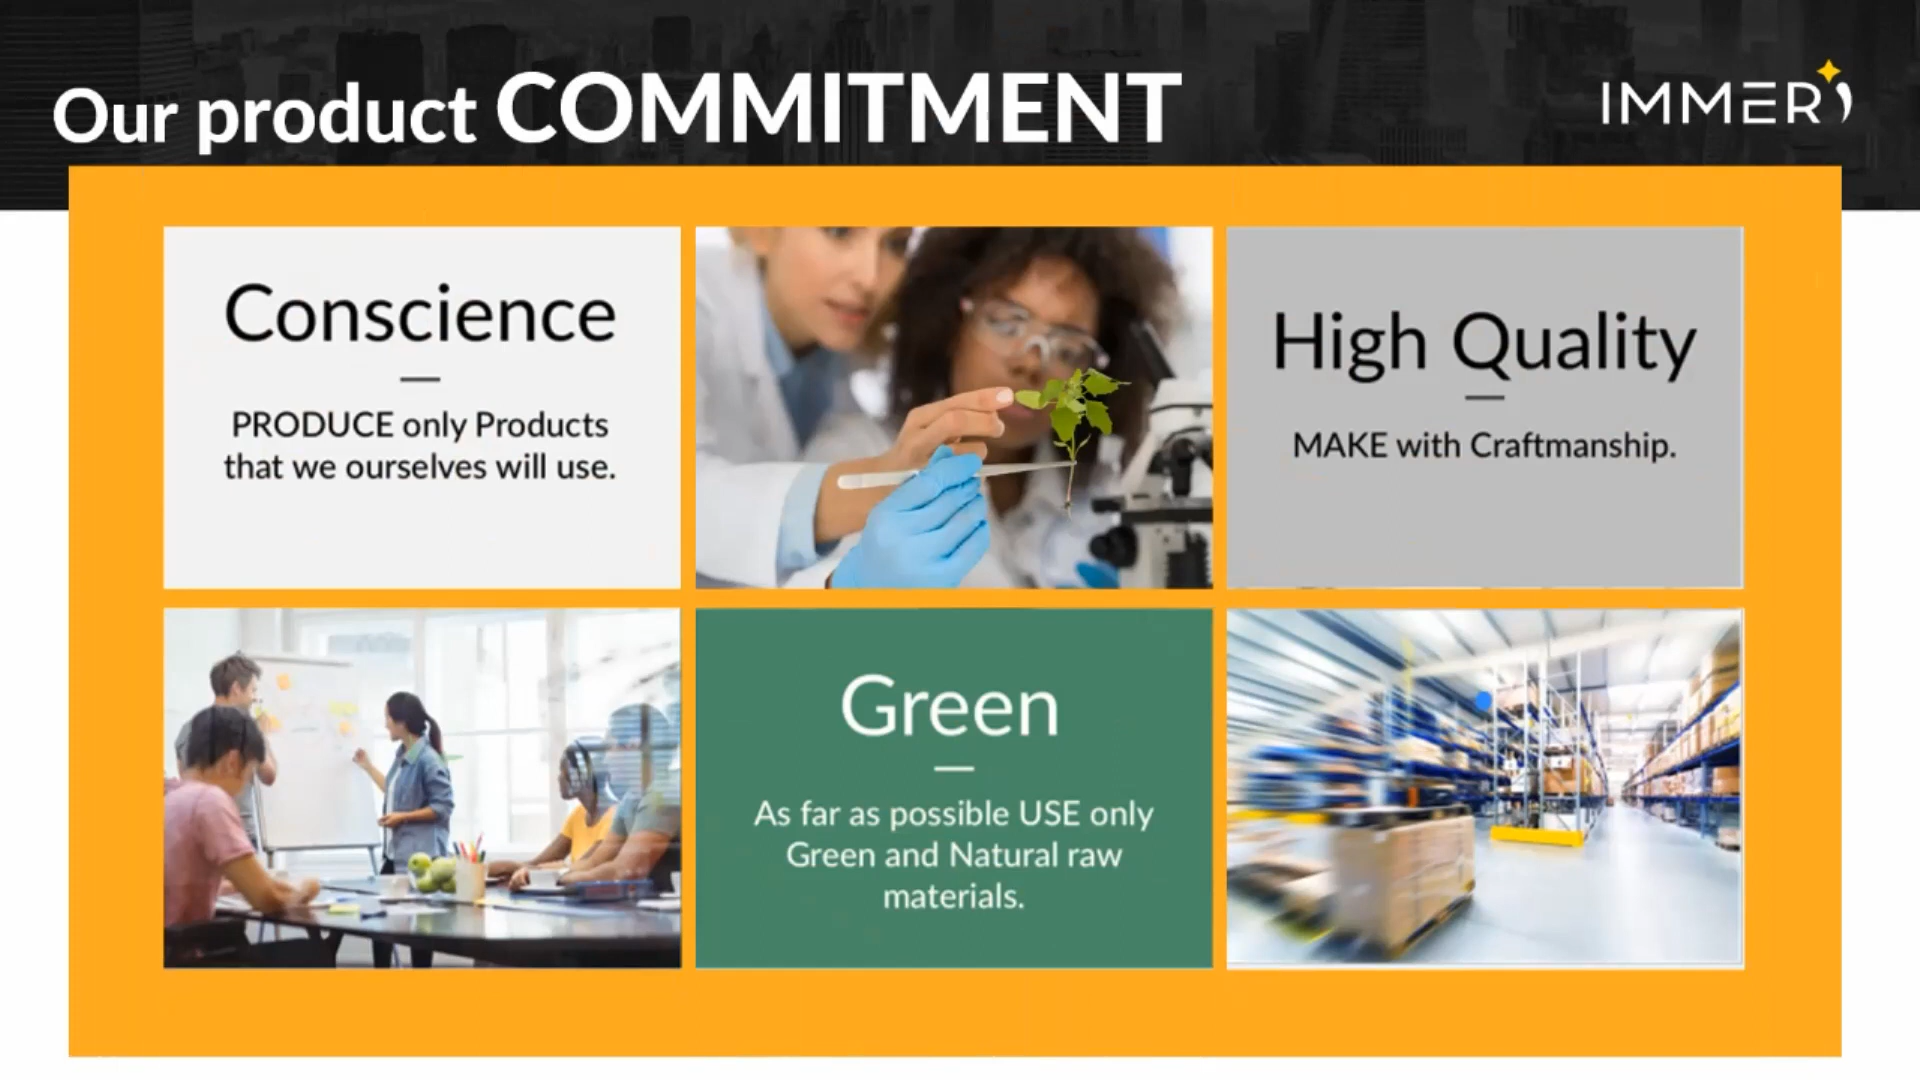 Our product COMMITMENT
IMMERI
Conscience
PRODUCE only Products
that we ourselves will use.
High Quality
MAKE with Craftmanship.
Green
As far as possible USE only
Green and Natural raw
materials.